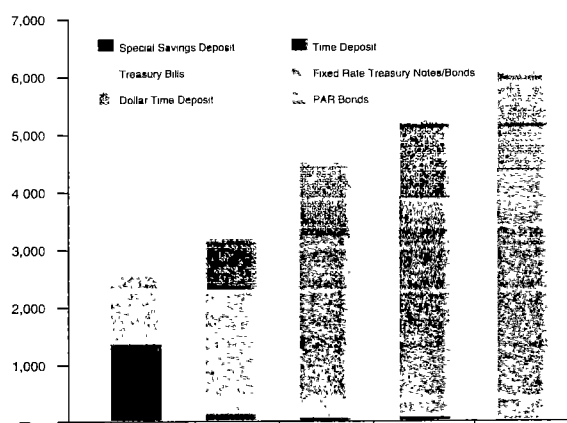 7,000
Special Savings Deposit
Time Deposit
6,000
Treasury Bills
Fixed Rate Treasury Notes/Bonds
Dollar Time Deposit
PAR Bonds
5,000
4 000
3,000
2,000
1,000